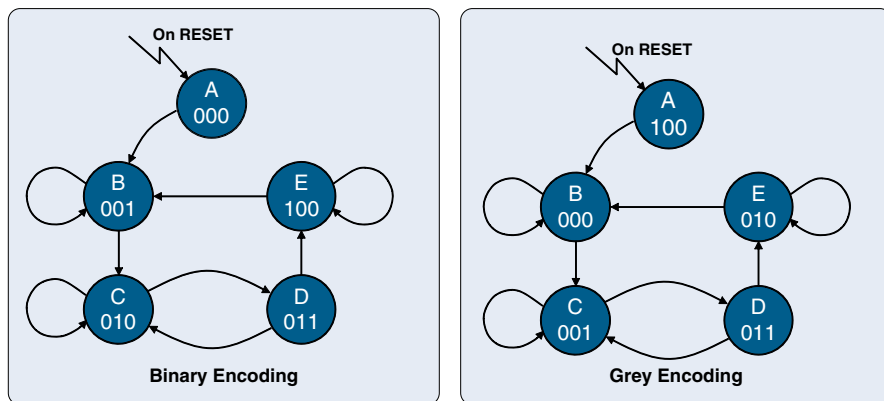 On RESET
A
000
B
001
E
100
C
010
D
011
Binary Encoding
On RESET
A
100
B
000
E
010
C
001
D
011
Grey Encoding